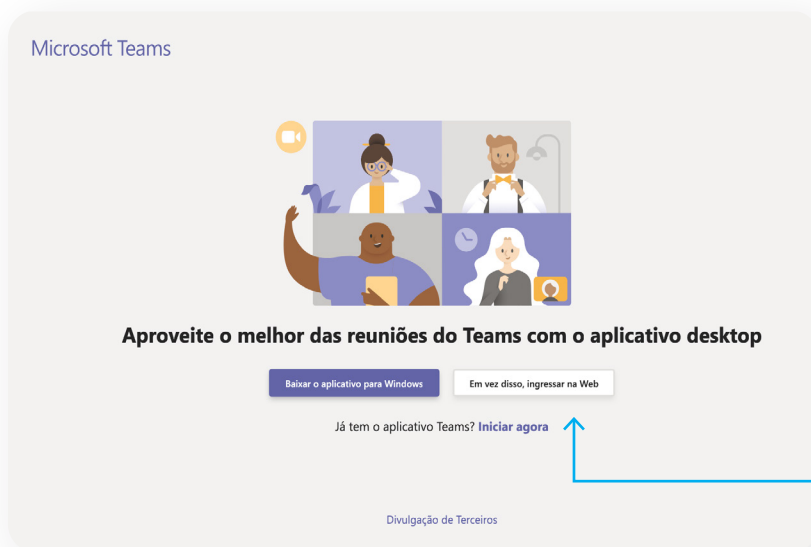 Microsoft Teams
Aproveite o melhor das reuniões do Teams com o aplicativo desktop
Baixar o aplicativo para Windows
Em vez disso, ingressar na Web
Já tem o aplicativo Teams? Iniciar agora
Divulgação de Terceiros